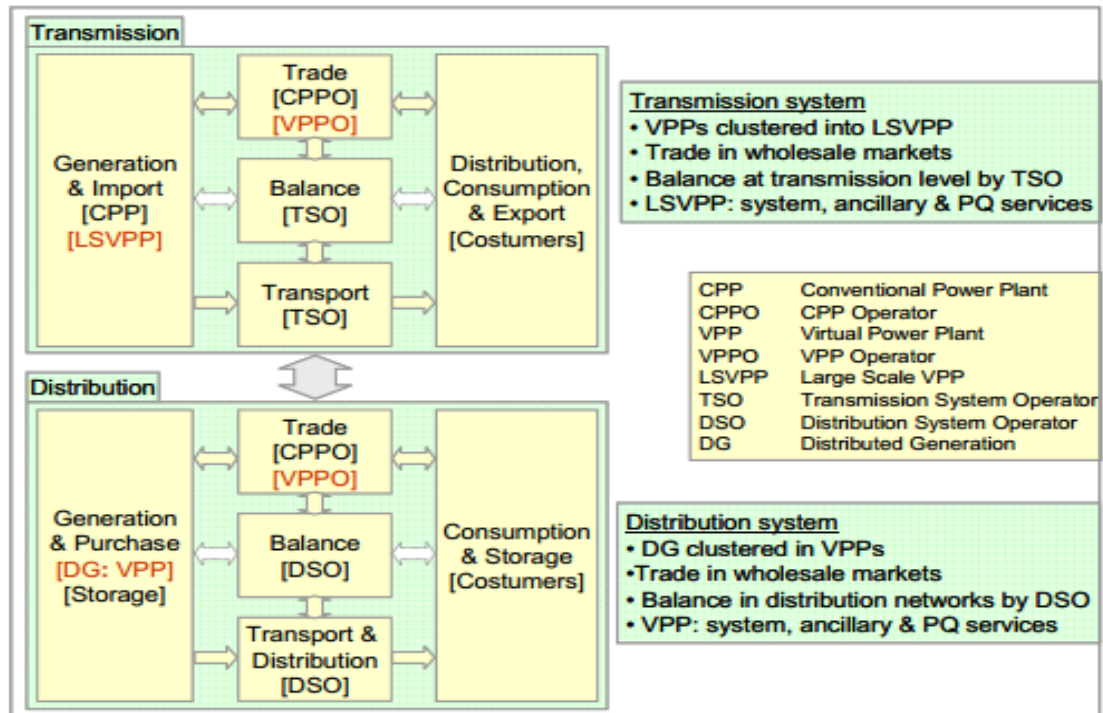 Transmission
Generation
& Import
[CPP]
[LSVPP]
Trade
[CPPO]
[VPPO]
Balance
[TSO]
Transport
[TSO]
Distribution,
Consumption
& Export
[Costumers]
Transmission system
• VPPs clustered into LSVPP
• Trade in wholesale markets
• Balance at transmission level by TSO
• LSVPP: system, ancillary & PQ services
CPP Conventional Power Plant
CPPO CPP Operator
VPP Virtual Power Plant
VPPO VPP Operator
LSVPP Large Scale VPP
TSO Transmission System Operator
DSO Distribution System Operator
DG Distributed Generation
Distribution
Generation
& Purchase
[DG: VPP]
[Storage]
Trade
[CPPO]
[VPPO]
Balance
[DSO]
Transport &
Distribution
[DSO]
Consumption
& Storage
[Costumers]
Distribution system
• DG clustered in VPPs
•Trade in wholesale markets
• Balance in distribution networks by DSO
• VPP: system, ancillary & PQ services